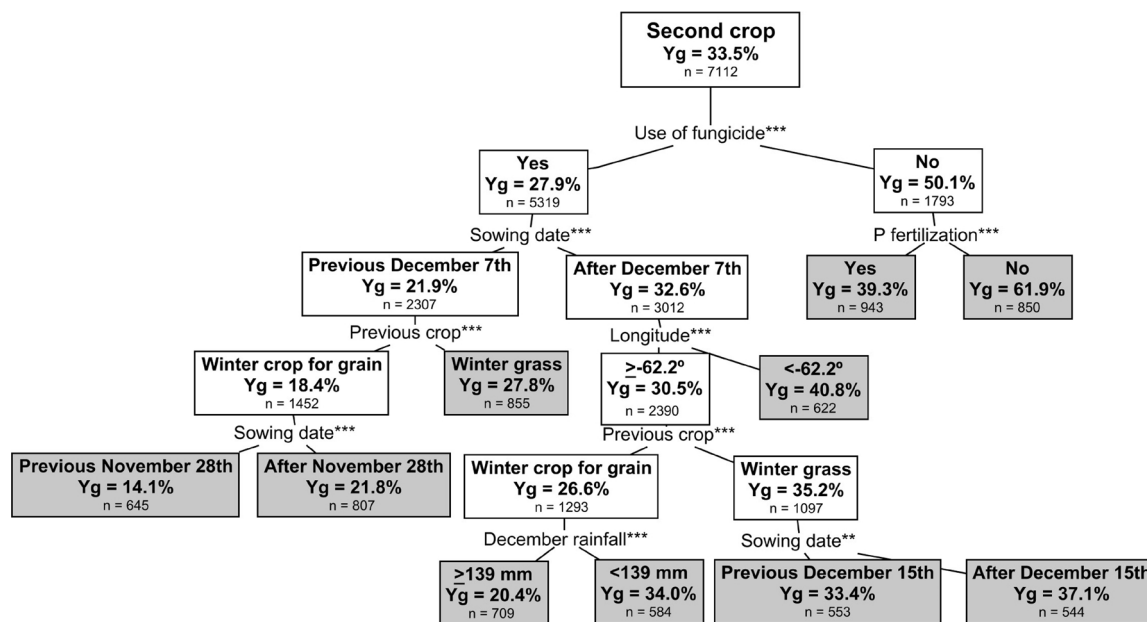 Second crop
Yg = 33.5%
n = 7112
Use of fungicide***
Yes
Yg = 27.9%
n = 5319
No
Yg = 50.1%
n = 1793
Sowing date***
P fertilization***
Previous December 7th
Yg = 21.9%
n = 2307
After December 7th
Yg = 32.6%
n = 3012
Yes
Yg = 39.3%
n = 943
No
Yg = 61.9%
n = 850
Previous crop***
Longitude***
Winter crop for grain
Yg = 18.4%
n = 1452
Winter grass
Yg = 27.8%
n = 855
≥-62.2º
Yg = 30.5%
n = 2390
<-62.2º
Yg = 40.8%
n = 622
Sowing date***
Previous crop***
Previous November 28th
Yg = 14.1%
n = 645
After November 28th
Yg = 21.8%
n = 807
Winter crop for grain
Yg = 26.6%
n = 1293
Winter grass
Yg = 35.2%
n = 1097
December rainfall***
Sowing date**
≥139 mm
Yg = 20.4%
n = 709
<139 mm
Yg = 34.0%
n = 584
Previous December 15th
Yg = 33.4%
n = 553
After December 15th
Yg = 37.1%
n = 544